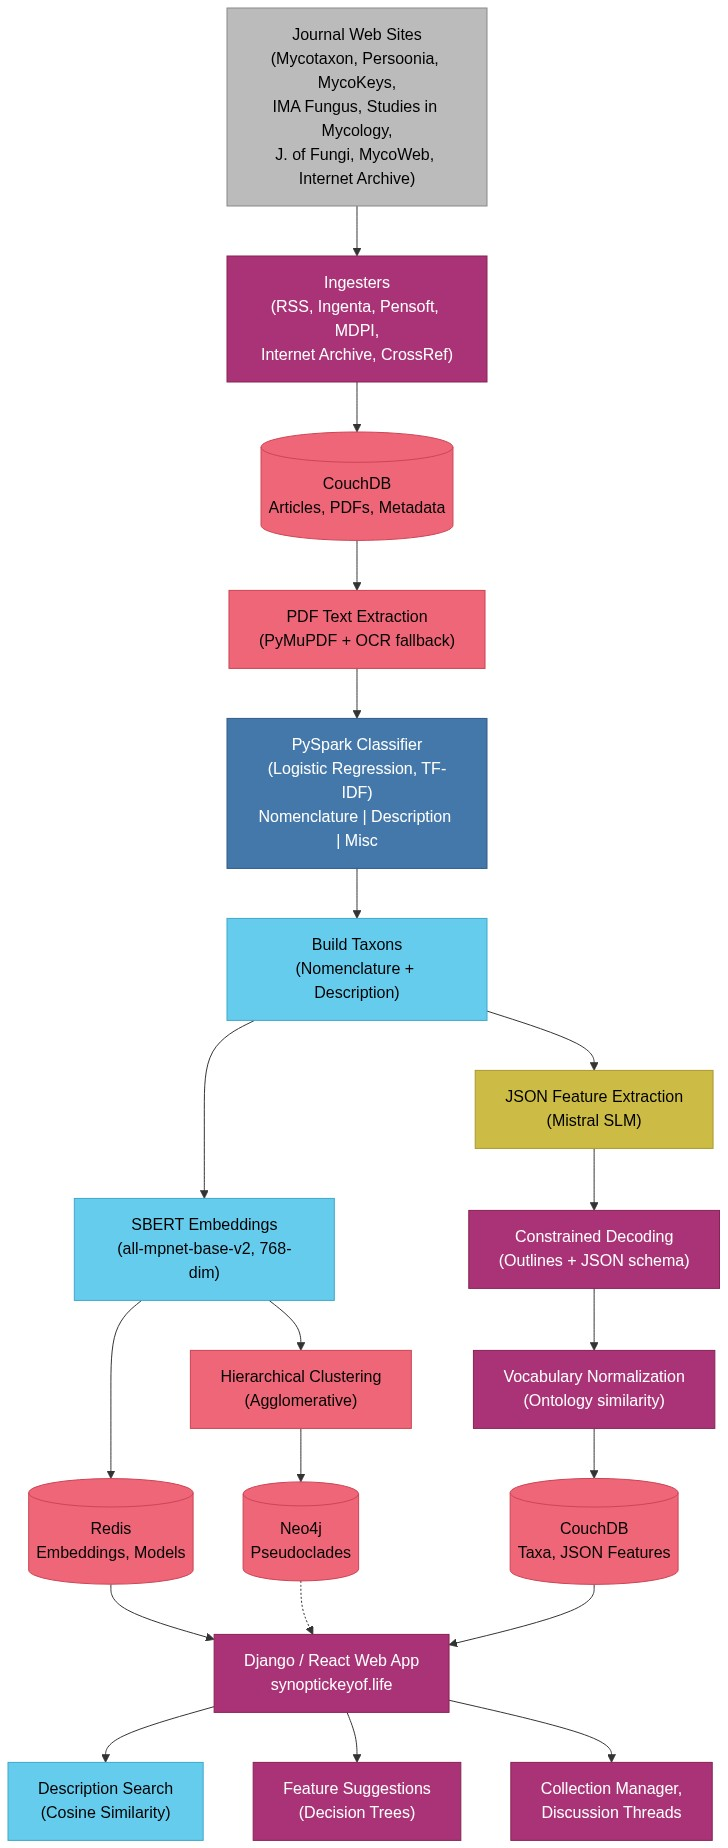 Journal Web Sites
(Mycotaxon, Persoonia,
MycoKeys,
IMA Fungus, Studies in
Mycology,
J. of Fungi, MycoWeb,
Internet Archive)
Ingesters
(RSS, Ingenta, Pensoft,
MDPI,
Internet Archive, CrossRef)
CouchDB
Articles, PDFs, Metadata
PDF Text Extraction
(PyMuPDF + OCR fallback)
PySpark Classifier
(Logistic Regression, TF-
IDF)
Nomenclature | Description
| Misc
Build Taxons
(Nomenclature +
Description)
JSON Feature Extraction
(Mistral SLM)
SBERT Embeddings
(all-mpnet-base-v2, 768-
dim)
Constrained Decoding
(Outlines + JSON schema)
Hierarchical Clustering
(Agglomerative)
Vocabulary Normalization
(Ontology similarity)
Redis
Embeddings, Models
Neo4j
Pseudoclades
CouchDB
Taxa, JSON Features
Django / React Web App
synoptickeyof.life
Description Search
(Cosine Similarity)
Feature Suggestions
(Decision Trees)
Collection Manager,
Discussion Threads